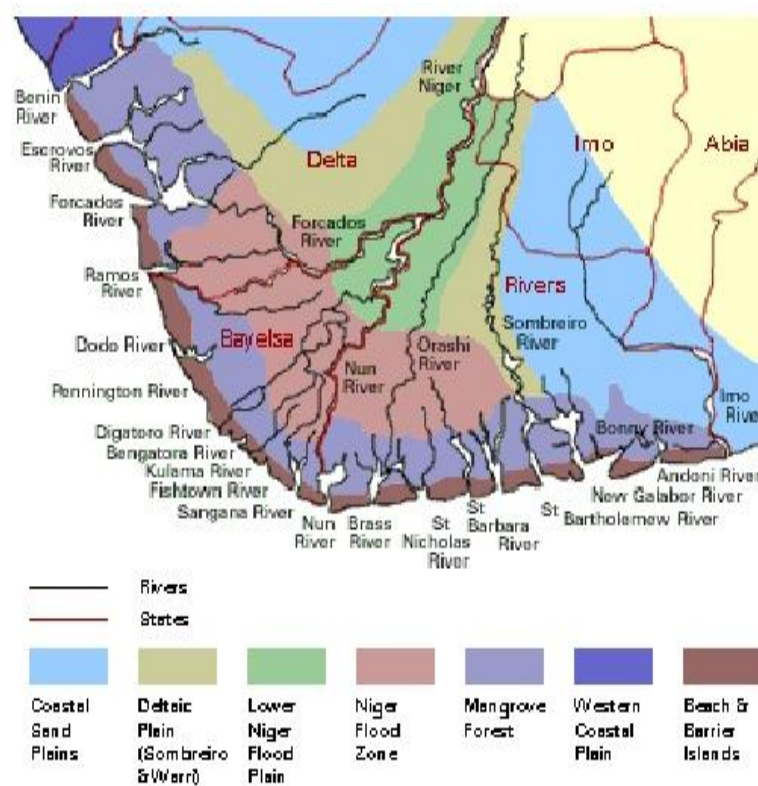 River
Niger
Benin
River
Imo
Abia
Escrovos
River
Delta
Forcados
River
Forcados
River
Ramos
River
Rivers
Sombreiro
River
Dodo River
Bayelsa
Orashi
River
Nun
River
Pennington River
Imo
River
Digatoro River
Bonny River
Bengatora River
Kulama River
Fishtown River
Sangana River
Andoni River
New Calabor River
St
Bartholemew River
Nun
River
Brass
River
St
Nicholas
River
St
Barbara
River
Rivers
States
Coastal
Sand
Plains
Deltaic
Plain
(Sombreiro
& Warri)
Lower
Niger
Flood
Plain
Niger
Flood
Zone
Mangrove
Forest
Western
Coastal
Plain
Beach &
Barrier
Islands